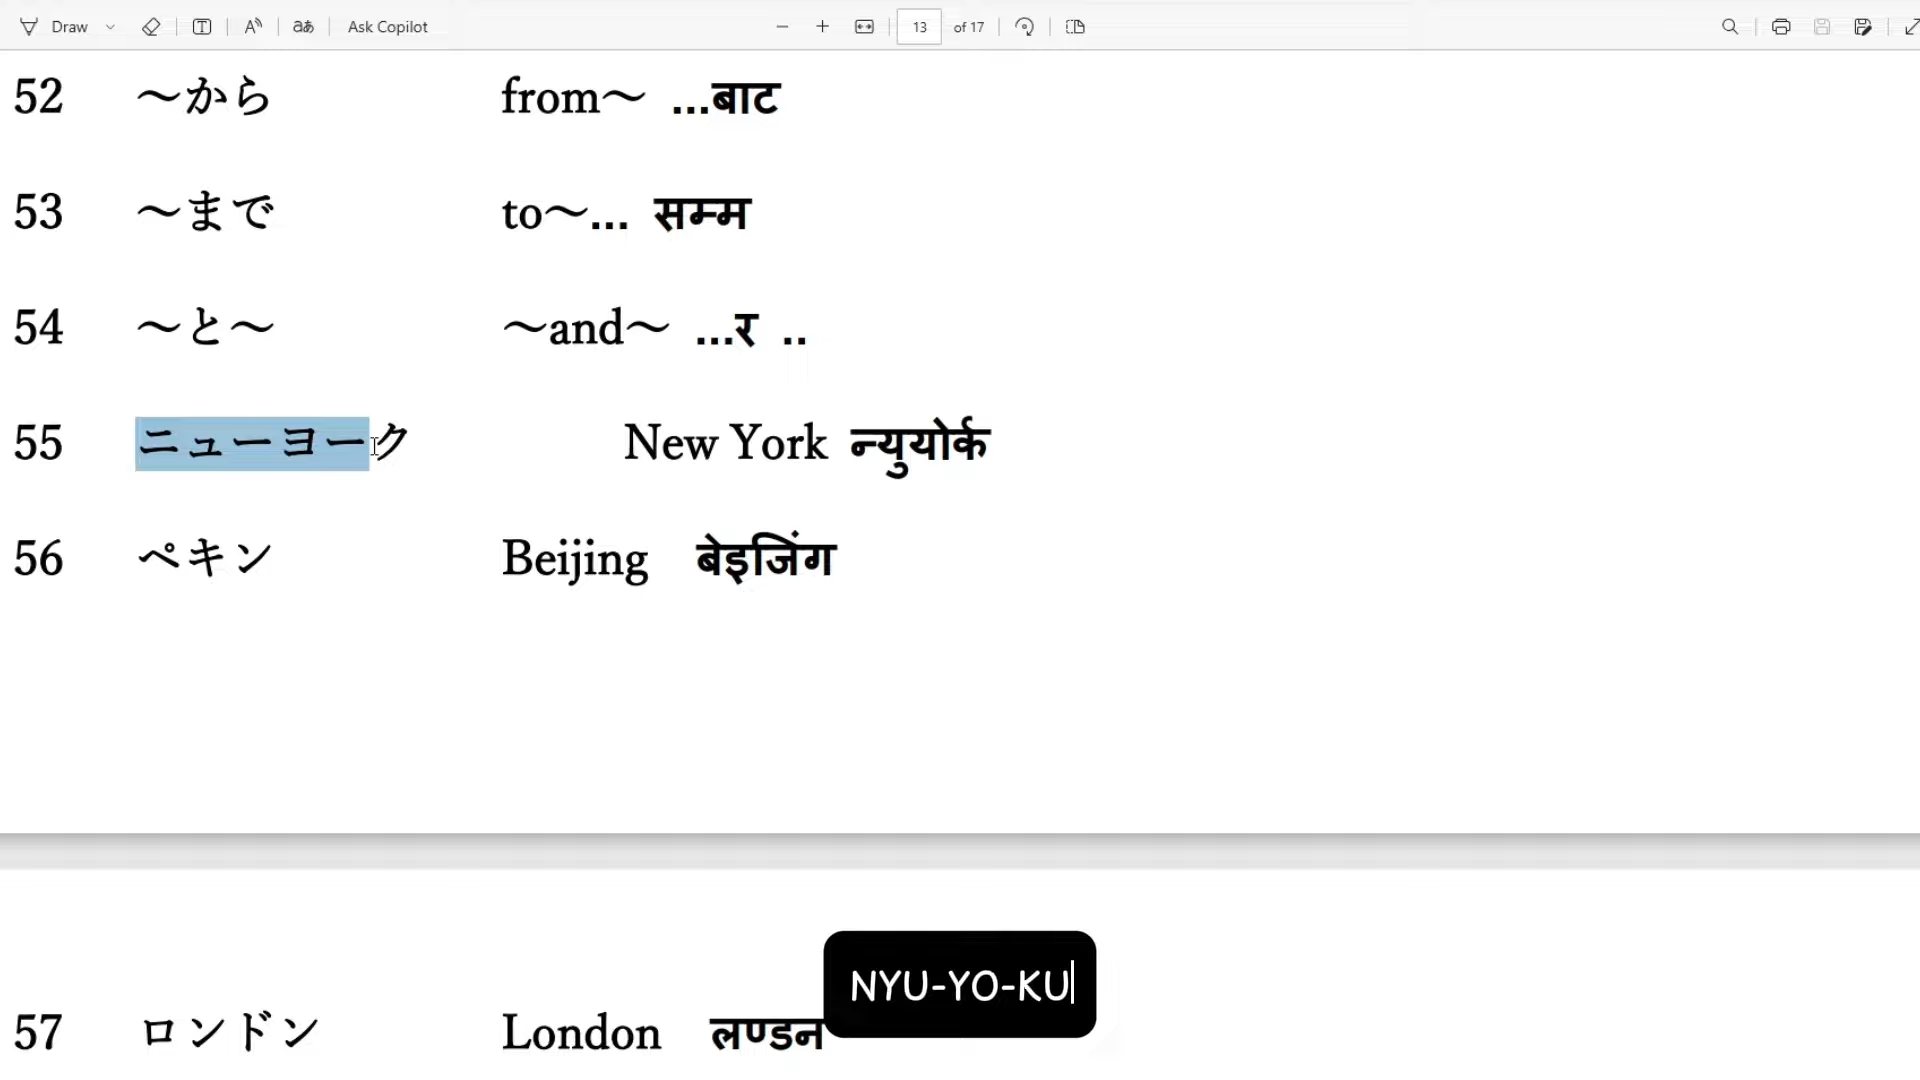 Draw Ask Copilot 13 of 17
52 〜から from〜 ...बाट
53 〜まで to〜... सम्म
54 〜と〜 〜and〜 ...र ..
55 ニューヨーク New York न्युयोर्क
56 ペキン Beijing बेइजिंग
NYU-YO-KU
57 ロンドン London लण्डन